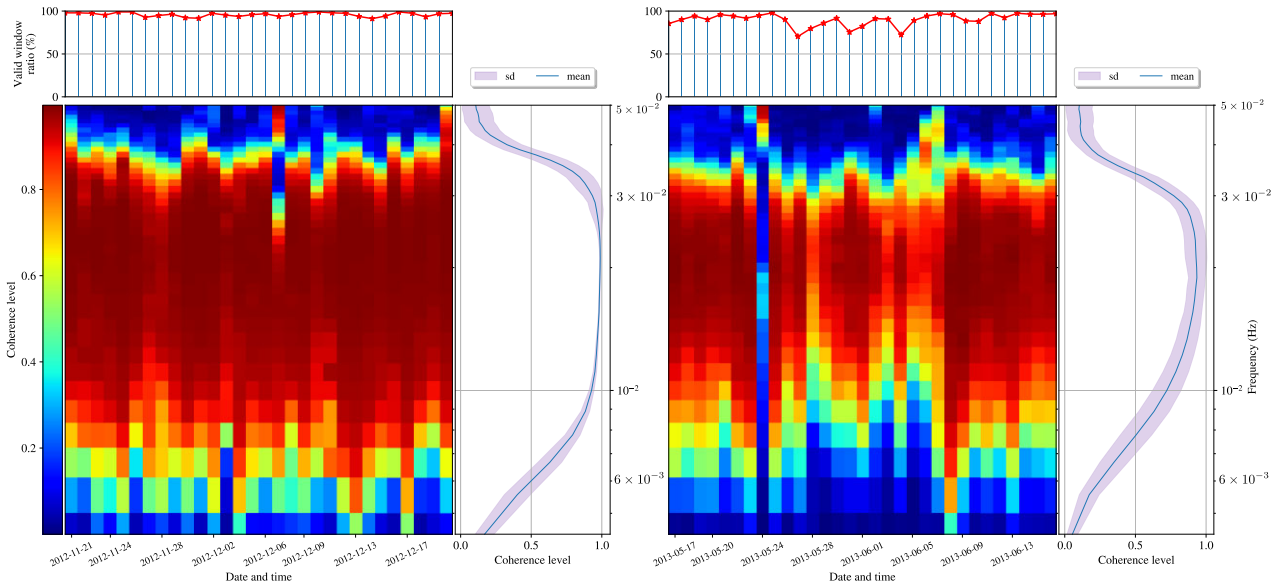 Valid window
ratio (%)
100
50
0
sd mean
100
50
0
sd mean
Coherence level
0.8
0.6
0.4
0.2
5 × 10⁻²
3 × 10⁻²
10⁻²
6 × 10⁻³
5 × 10⁻²
3 × 10⁻²
10⁻²
6 × 10⁻³
Frequency (Hz)
2012-11-21 2012-11-24 2012-11-28 2012-12-02 2012-12-06 2012-12-09 2012-12-13 2012-12-17
Date and time
0.0 0.5 1.0
Coherence level
2013-05-17 2013-05-20 2013-05-24 2013-05-28 2013-06-01 2013-06-05 2013-06-09 2013-06-13
Date and time
0.0 0.5 1.0
Coherence level